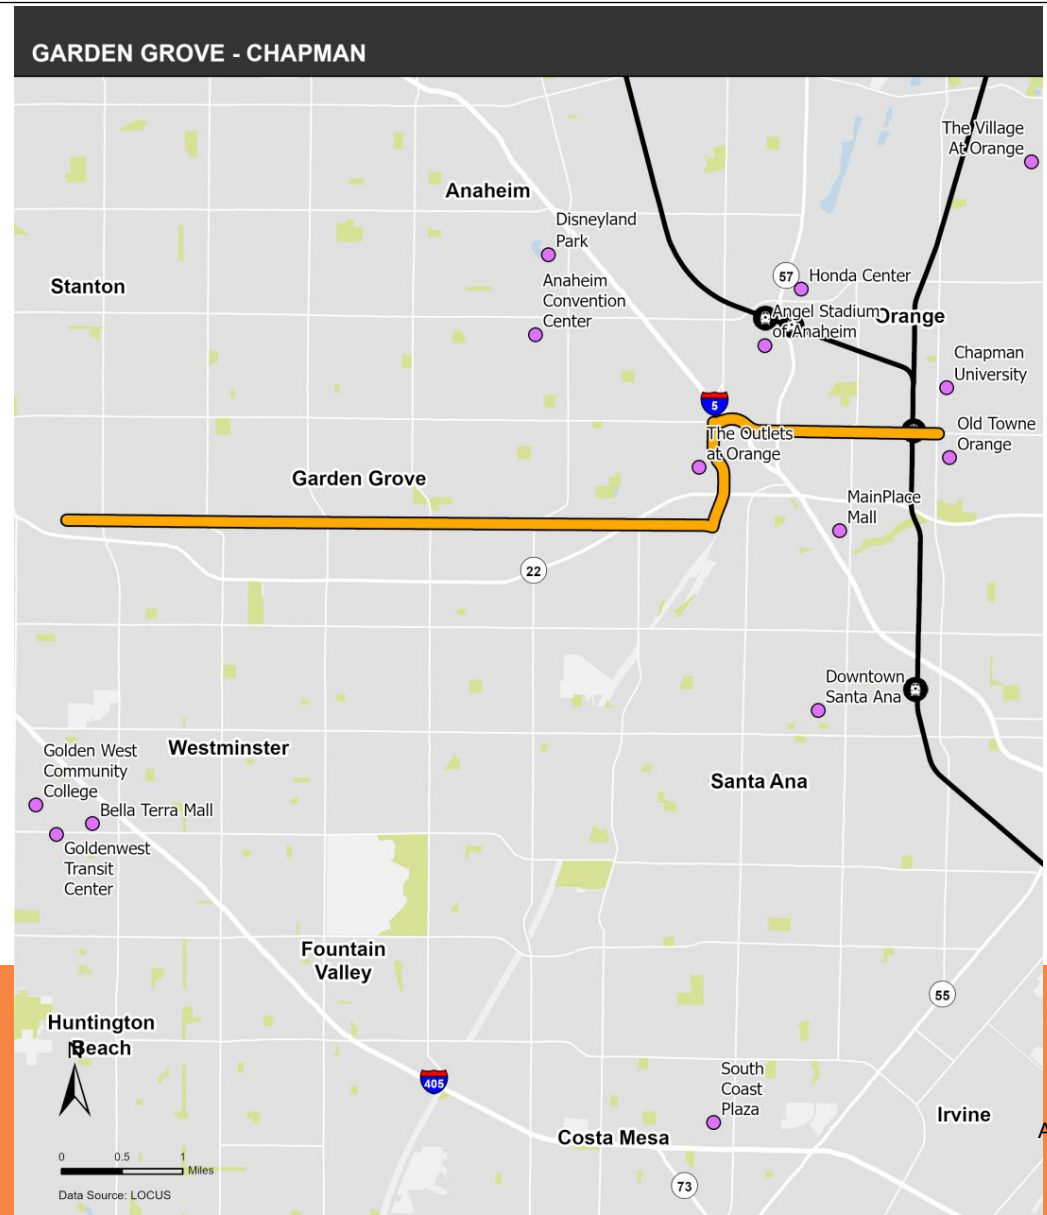 GARDEN GROVE - CHAPMAN
The Village
At Orange
Anaheim
Disneyland
Park
Stanton
Anaheim
Convention
Center
57
Honda Center
Angel Stadium
of Anaheim
Orange
Chapman
University
5
Old Towne
Orange
The Outlets
at Orange
Garden Grove
MainPlace
Mall
22
Downtown
Santa Ana
Westminster
Golden West
Community
College
Santa Ana
Bella Terra Mall
Goldenwest
Transit
Center
Fountain
Valley
55
Huntington
Beach
N
405
South
Coast
Plaza
Irvine
A
Costa Mesa
0 0.5 1
Miles
73
Data Source: LOCUS